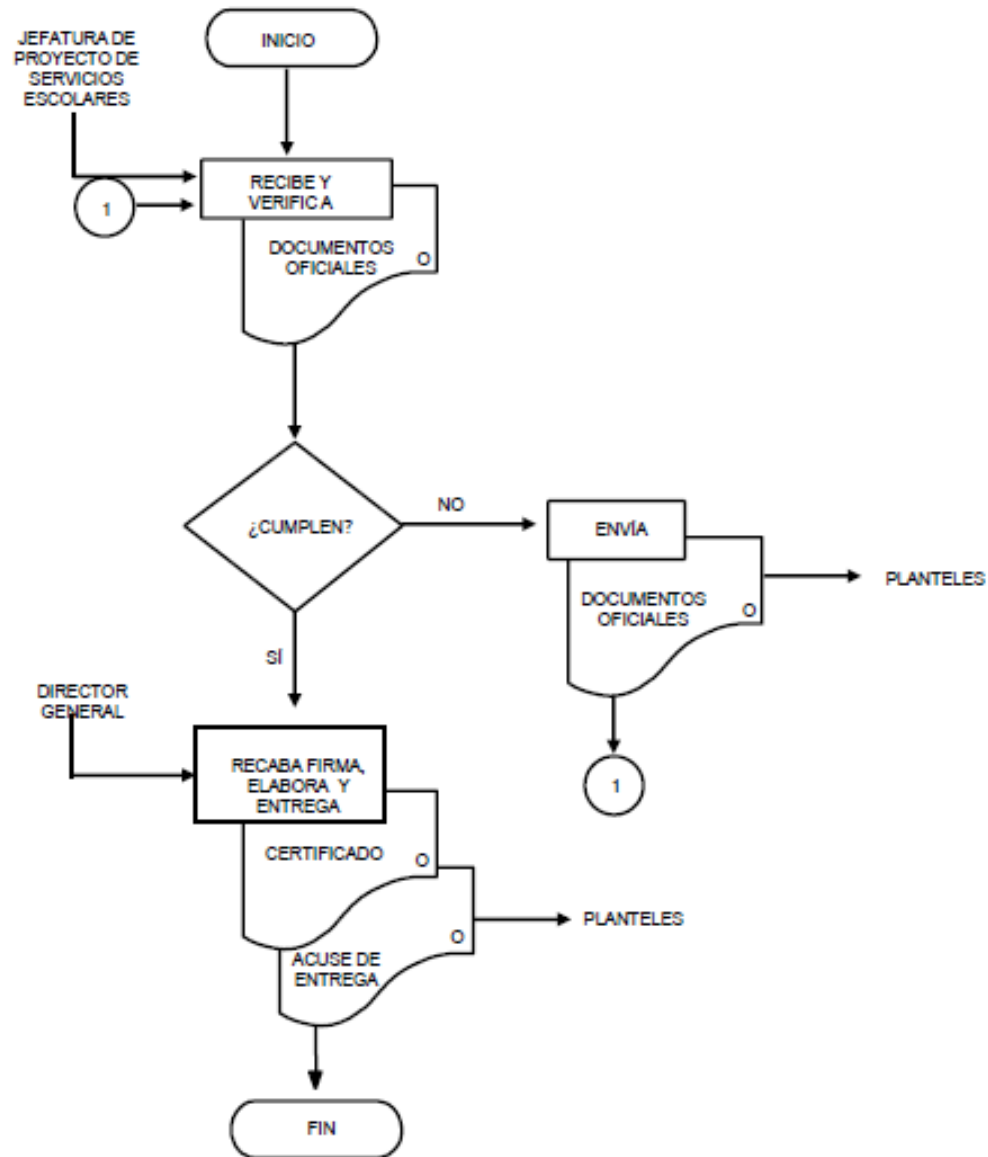 JEFATURA DE
PROYECTO DE
SERVICIOS
ESCOLARES
INICIO
RECIBE Y
VERIFICA
1
DOCUMENTOS
OFICIALES
O
¿CUMPLEN?
NO
ENVÍA
DOCUMENTOS
OFICIALES
O
PLANTELES
1
SÍ
DIRECTOR
GENERAL
RECABA FIRMA,
ELABORA Y
ENTREGA
CERTIFICADO
O
ACUSE DE
ENTREGA
O
PLANTELES
FIN